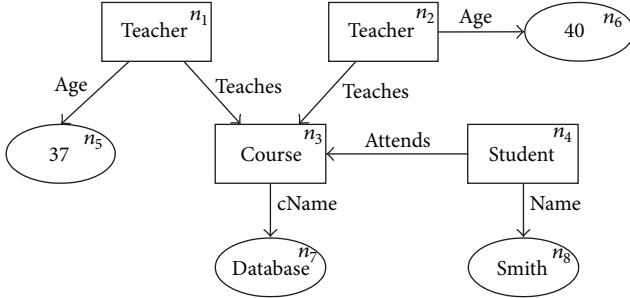 Teacher n1
Teacher n2
Age
40 n6
Age
Teaches
Teaches
37 n5
Course n3
Attends
Student n4
cName
Name
Database n7
Smith n8